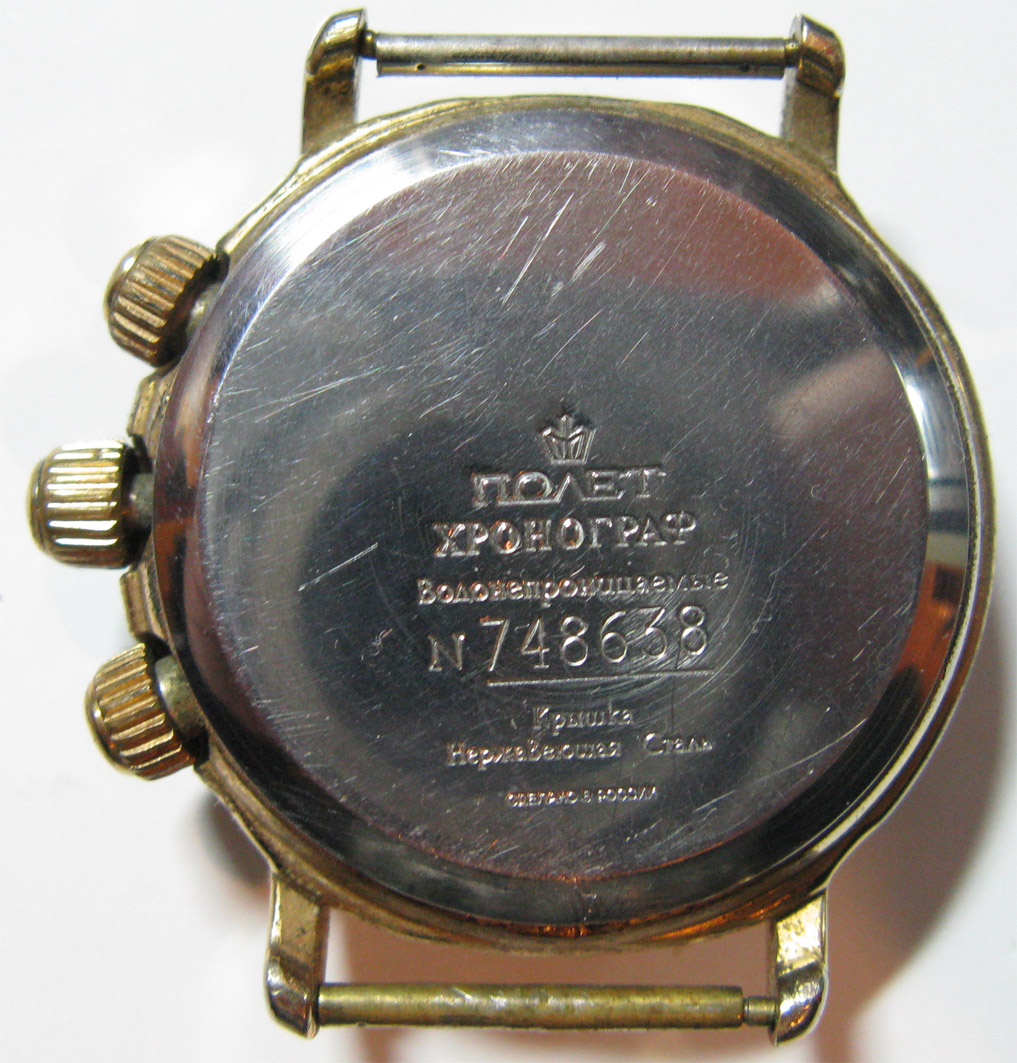 ПОЛЕТ
ХРОНОГРАФ
Водонепроницаемые
N 748638
Крышка
Нержавеющая Сталь
СДЕЛАНО В РОССИИ